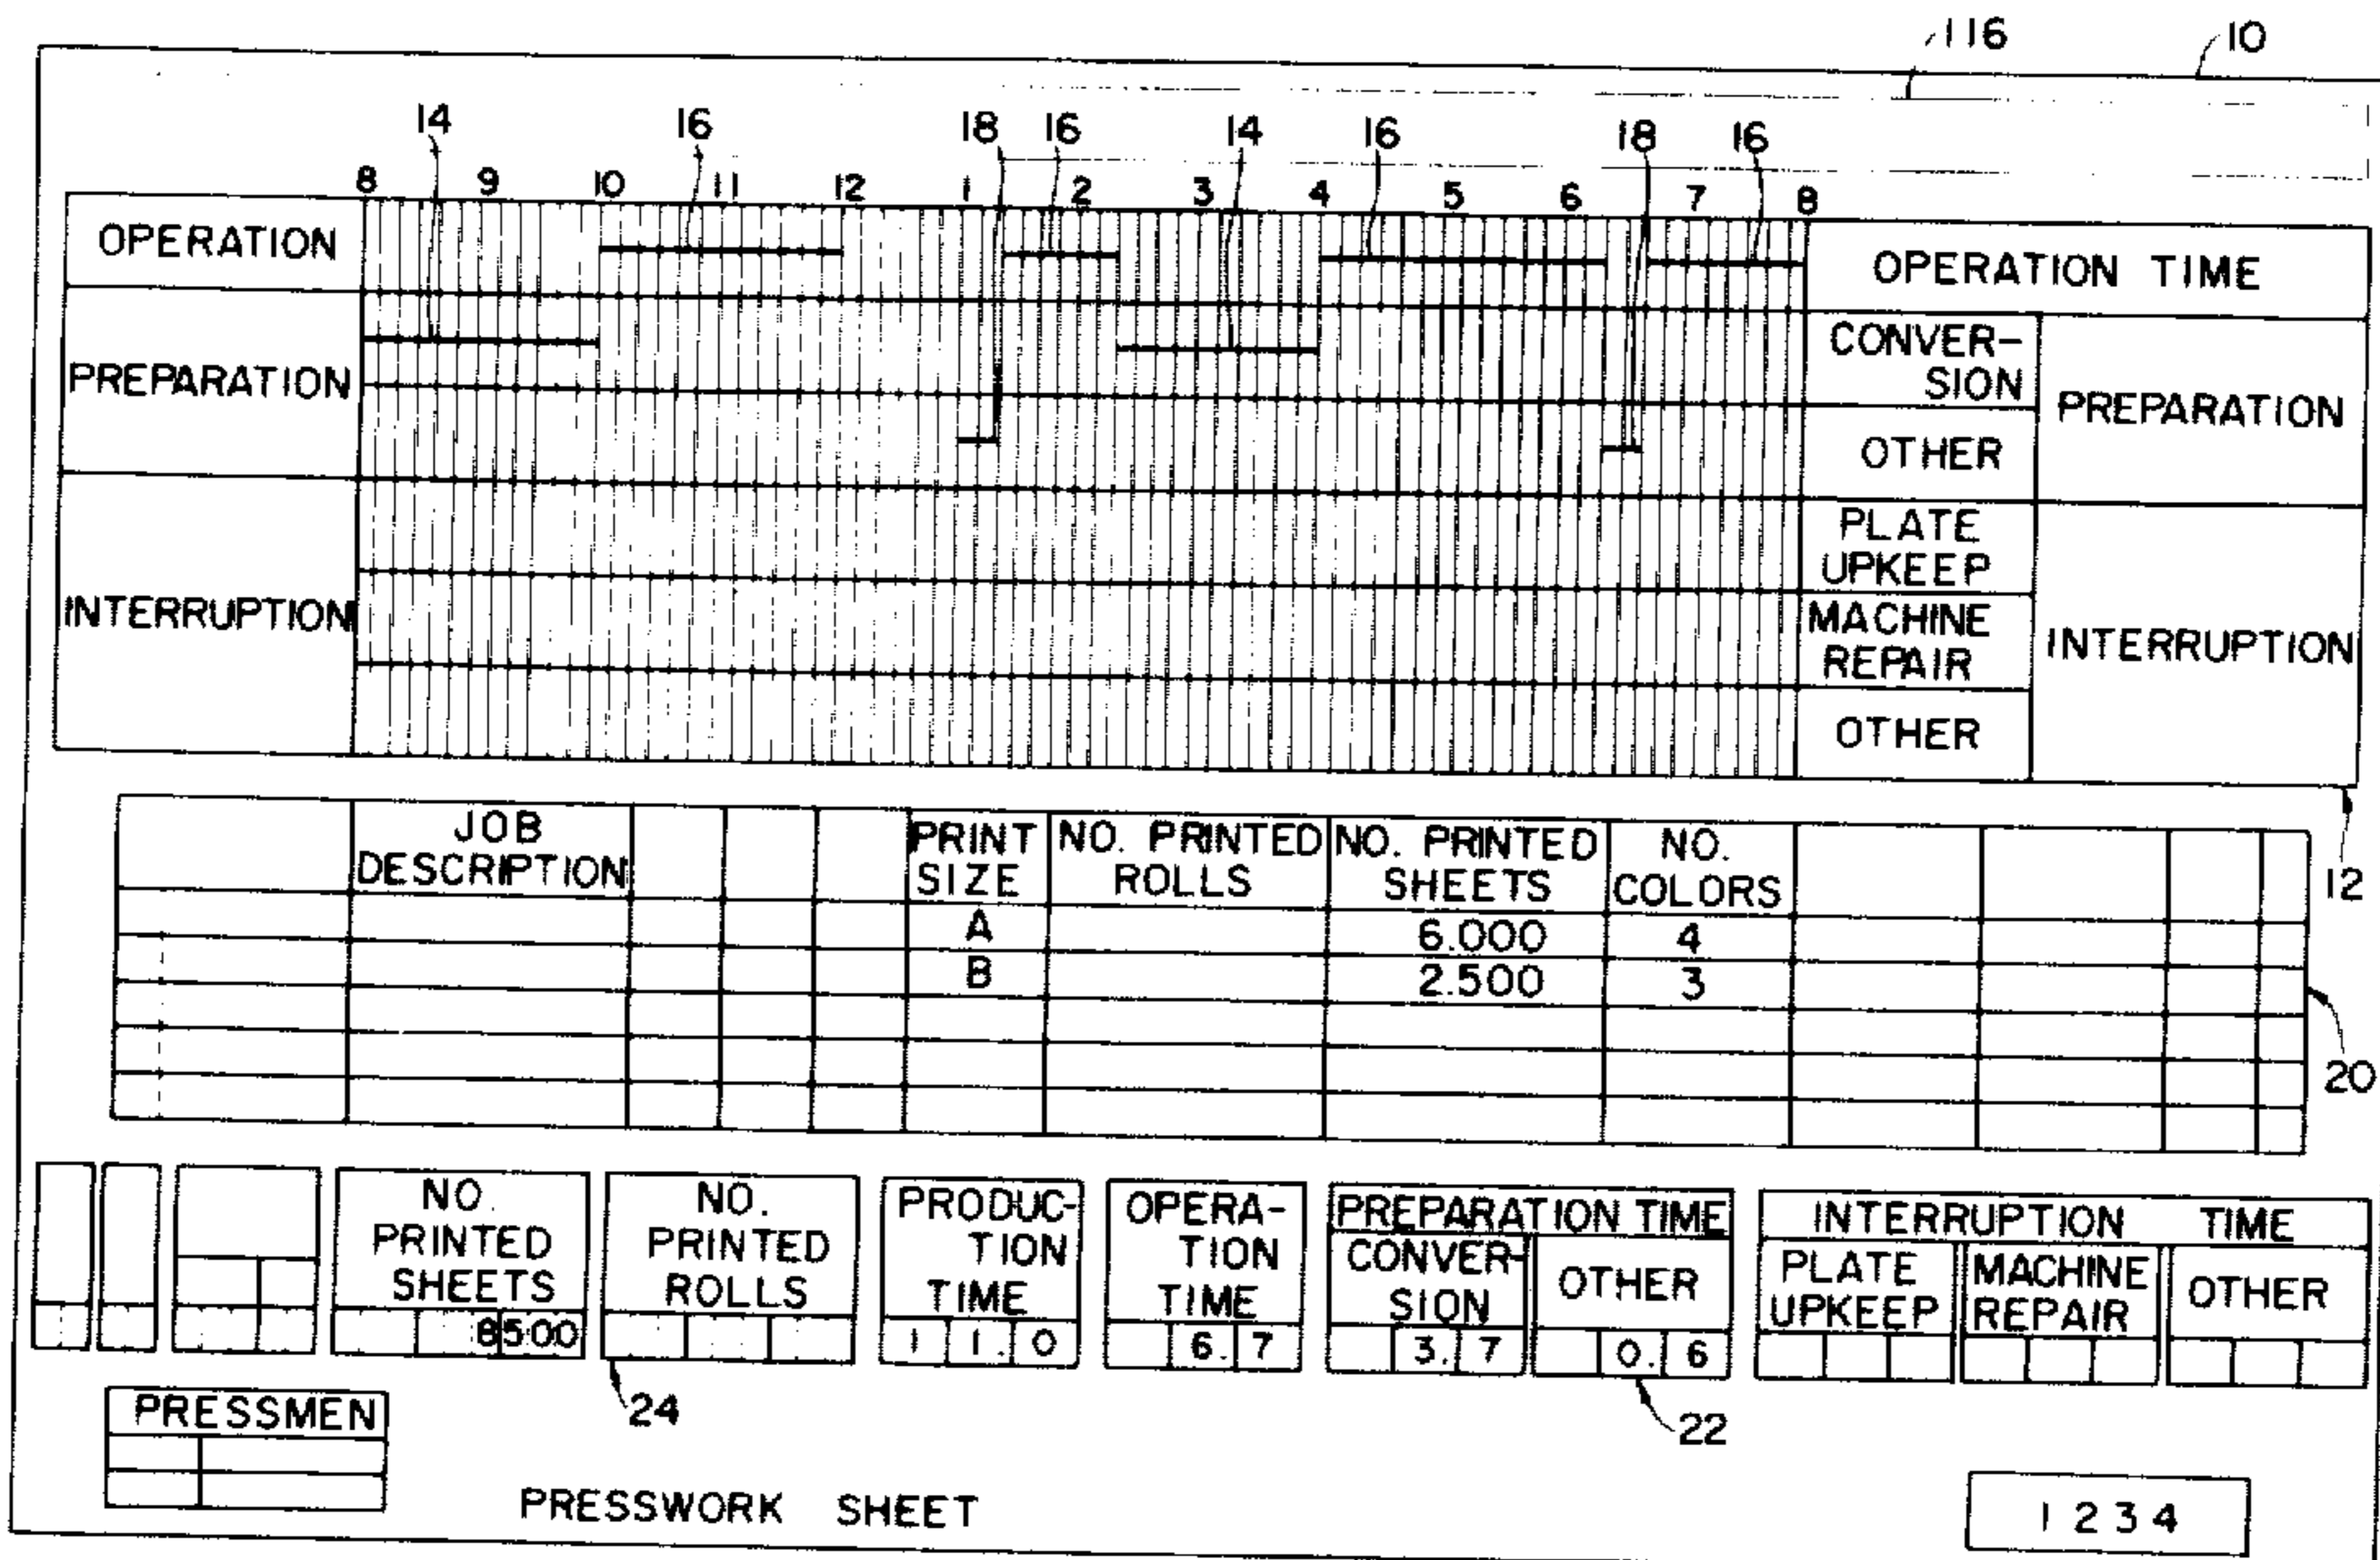 116 10
14 16 18 16 14 16 18 16
8 9 10 11 12 1 2 3 4 5 6 7 8
OPERATION
OPERATION TIME
PREPARATION
CONVER-
SION
PREPARATION
OTHER
INTERRUPTION
PLATE
UPKEEP
MACHINE
REPAIR
INTERRUPTION
OTHER
12
JOB
DESCRIPTION
PRINT
SIZE
NO. PRINTED
ROLLS
NO. PRINTED
SHEETS
NO.
COLORS
A 6.000 4
B 2.500 3
20
NO.
PRINTED
SHEETS
8500
NO.
PRINTED
ROLLS
24
PRODUC-
TION
TIME
1 1. 0
OPERA-
TION
TIME
6. 7
PREPARATION TIME
CONVER-
SION
3. 7
OTHER
0. 6
22
INTERRUPTION TIME
PLATE
UPKEEP
MACHINE
REPAIR
OTHER
PRESSMEN
PRESSWORK SHEET
1 2 3 4